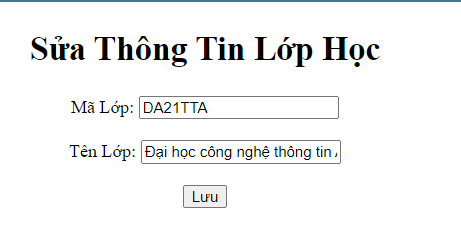 Sửa Thông Tin Lớp Học
Mã Lớp: DA21TTA
Tên Lớp: Đại học công nghệ thông tin
Lưu